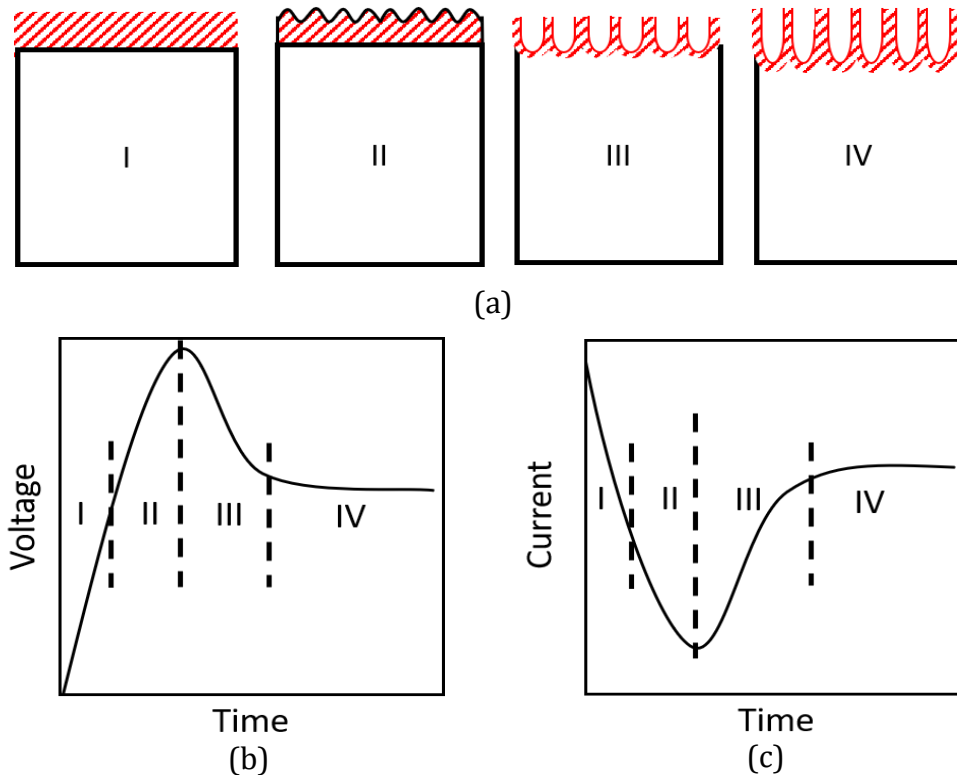 I
II
III
IV
(a)
Voltage
I
II
III
IV
Time
(b)
Current
I
II
III
IV
Time
(c)